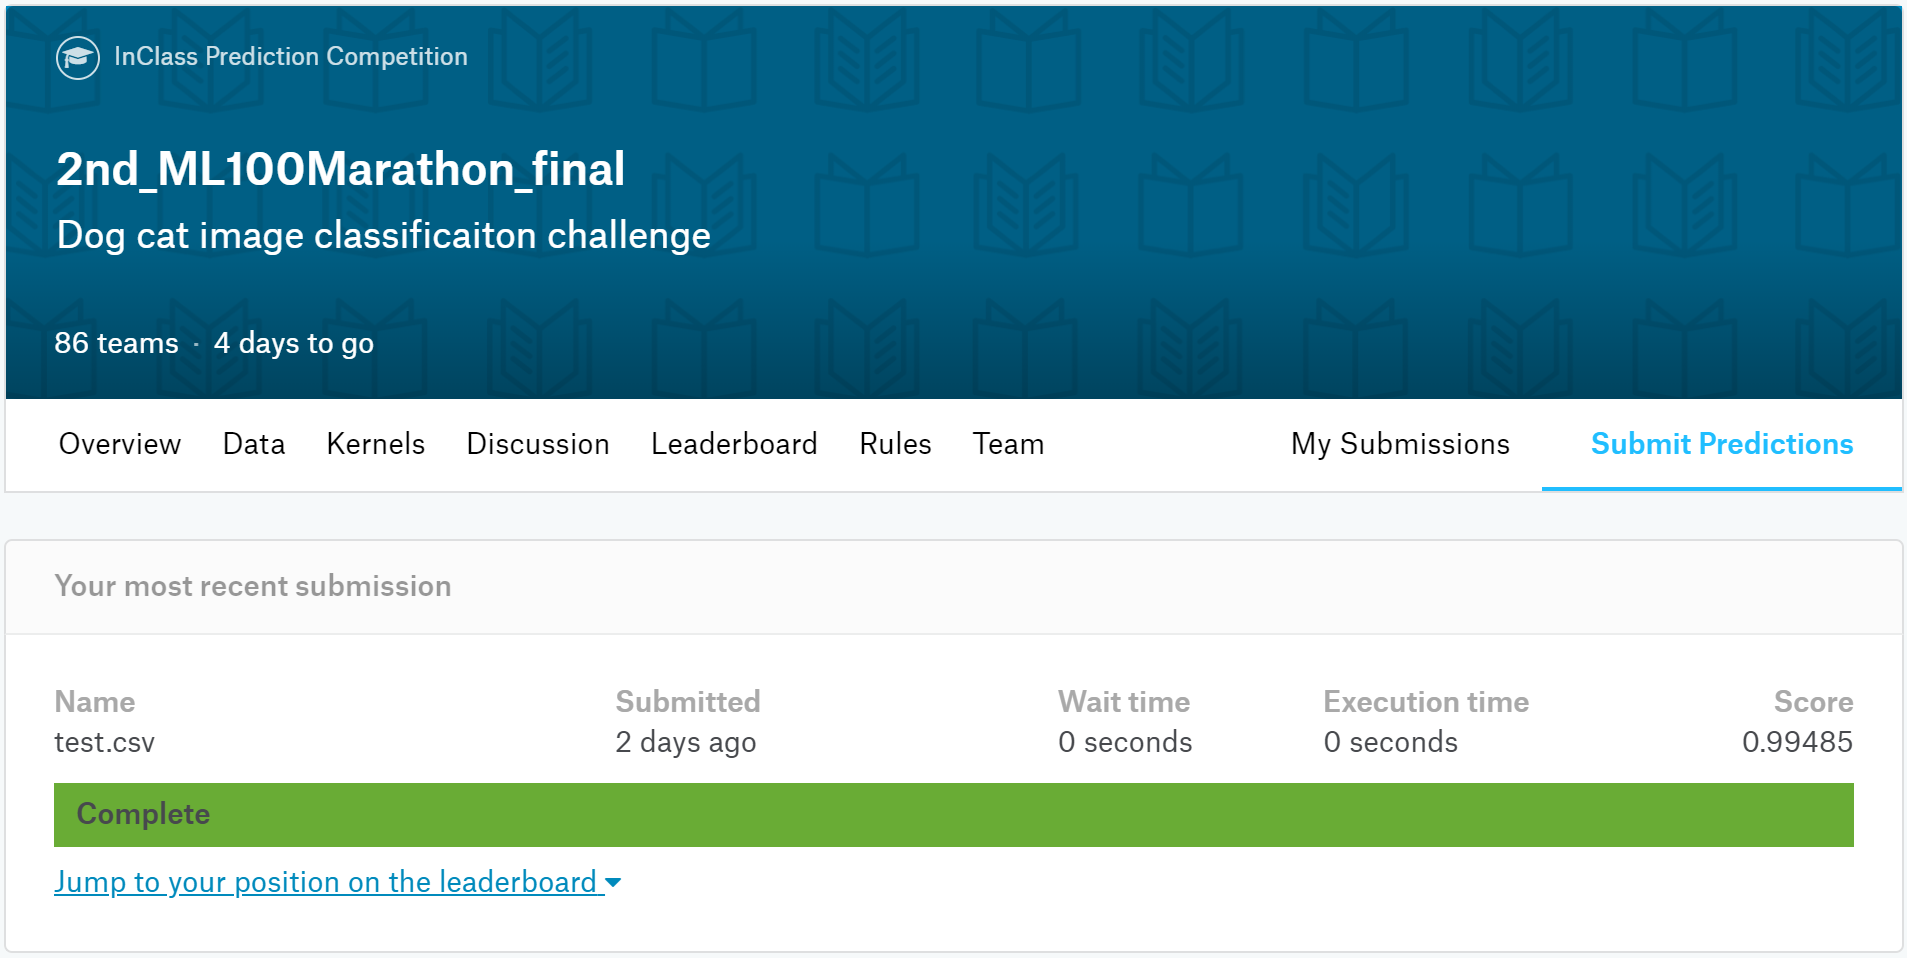 InClass Prediction Competition
2nd_ML100Marathon_final
Dog cat image classificaiton challenge
86 teams · 4 days to go
Overview Data Kernels Discussion Leaderboard Rules Team My Submissions Submit Predictions
Your most recent submission
Name Submitted Wait time Execution time Score
test.csv 2 days ago 0 seconds 0 seconds 0.99485
Complete
Jump to your position on the leaderboard